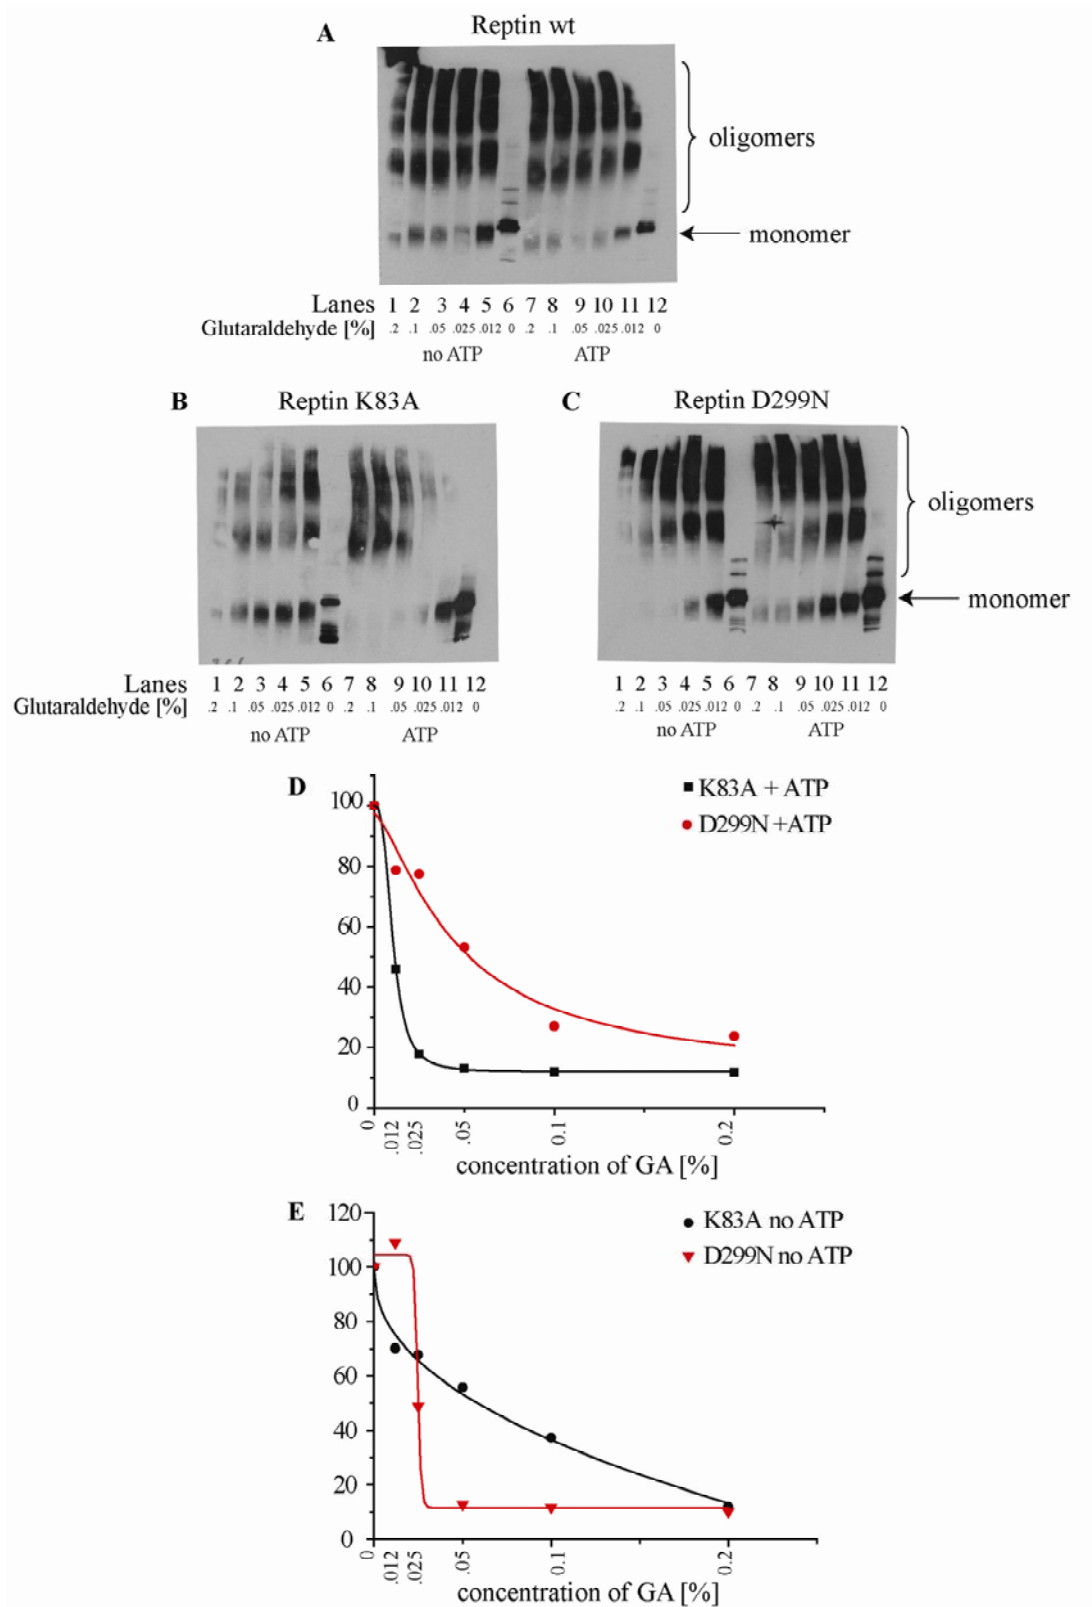 A
Reptin wt
oligomers
monomer
Lanes 1 2 3 4 5 6 7 8 9 10 11 12
Glutaraldehyde [%] .2 .1 .05 .025 .012 0 .2 .1 .05 .025 .012 0
no ATP ATP
B Reptin K83A
C Reptin D299N
oligomers
monomer
Lanes 1 2 3 4 5 6 7 8 9 10 11 12
Glutaraldehyde [%] .2 .1 .05 .025 .012 0 .2 .1 .05 .025 .012 0
no ATP ATP
1 2 3 4 5 6 7 8 9 10 11 12
.2 .1 .05 .025 .012 0 .2 .1 .05 .025 .012 0
no ATP ATP
D
K83A + ATP
D299N +ATP
100
80
60
40
20
0
0 .012 .025 .05 0.1 0.2
concentration of GA [%]
E
K83A no ATP
D299N no ATP
120
100
80
60
40
20
0
0 .012 .025 .05 0.1 0.2
concentration of GA [%]